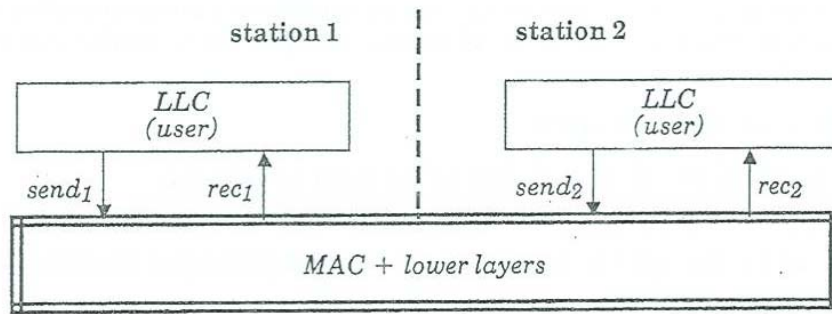 station 1
station 2
LLC
(user)
LLC
(user)
send₁
rec₁
send₂
rec₂
MAC + lower layers